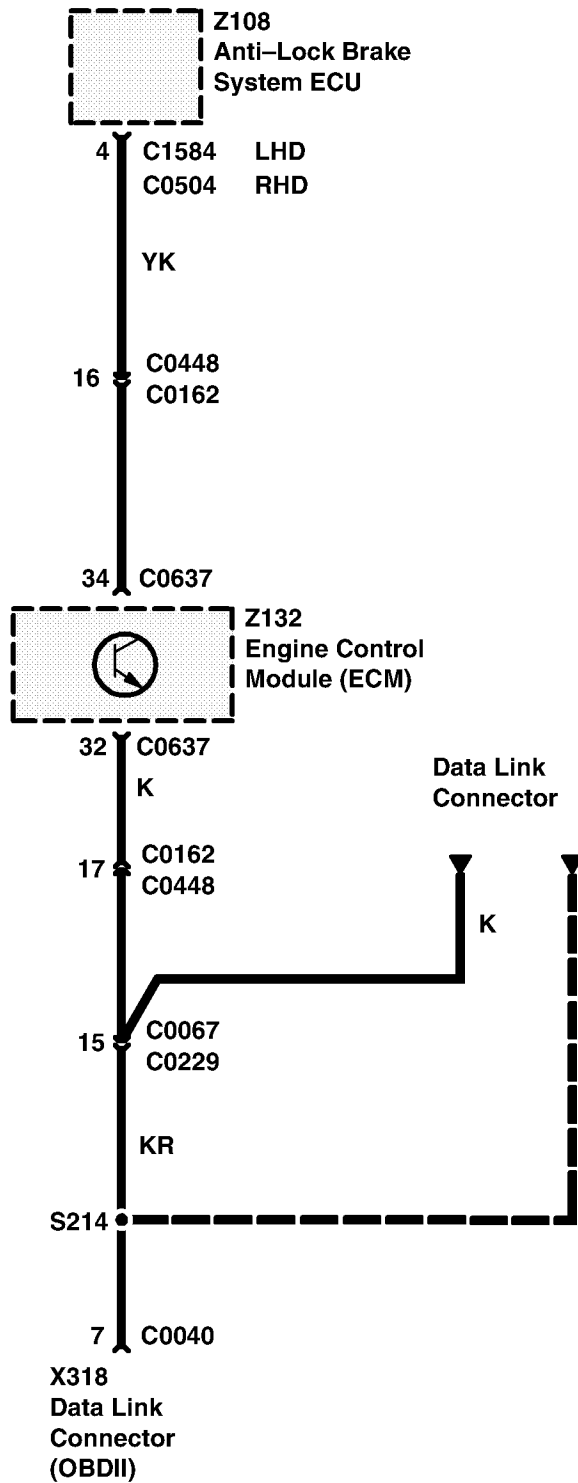 Z108
Anti–Lock Brake
System ECU
4 C1584 LHD
C0504 RHD
YK
16 C0448
C0162
34 C0637
Z132
Engine Control
Module (ECM)
32 C0637
K
Data Link
Connector
17 C0162
C0448
K
15 C0067
C0229
KR
S214
7 C0040
X318
Data Link
Connector
(OBDII)